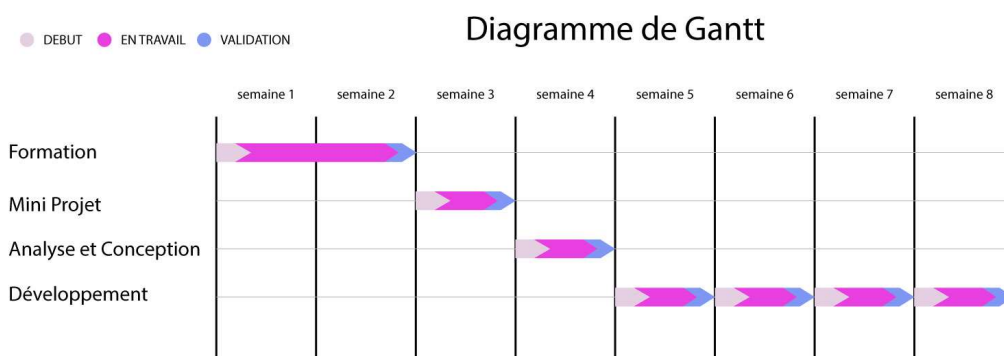 Diagramme de Gantt
DEBUT EN TRAVAIL VALIDATION
semaine 1 semaine 2 semaine 3 semaine 4 semaine 5 semaine 6 semaine 7 semaine 8
Formation
Mini Projet
Analyse et Conception
Développement